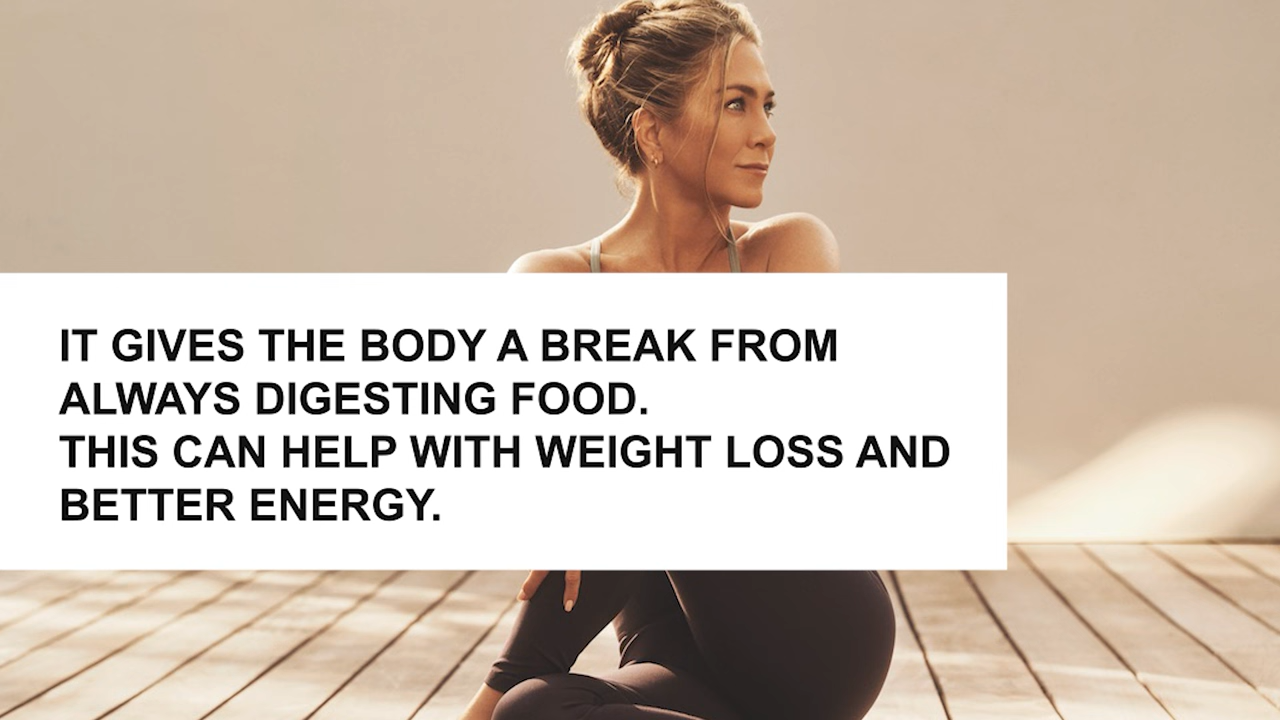 IT GIVES THE BODY A BREAK FROM
ALWAYS DIGESTING FOOD.
THIS CAN HELP WITH WEIGHT LOSS AND
BETTER ENERGY.